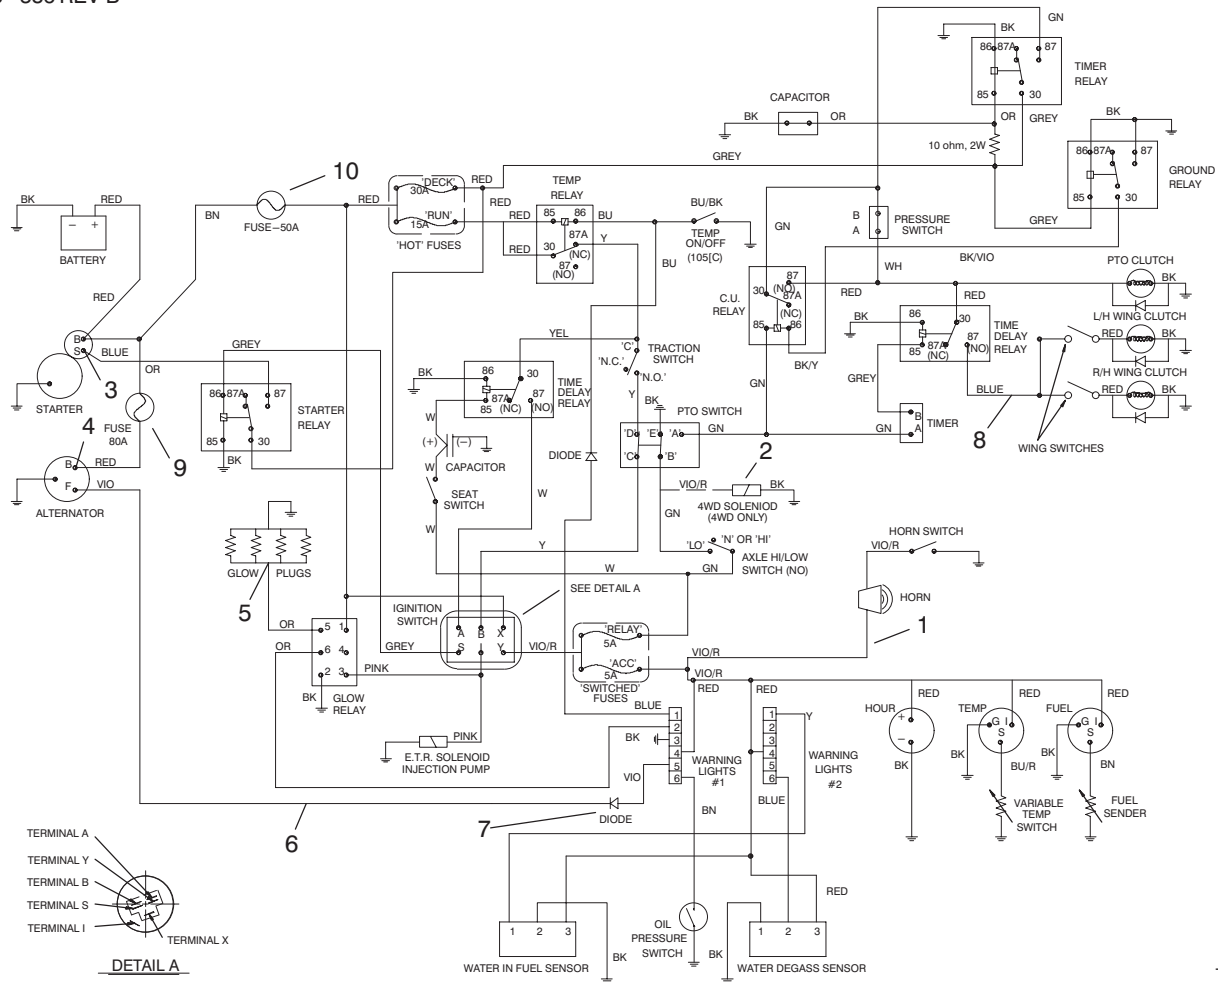 GN
BK
86 87A 87
TIMER
RELAY
85 30
CAPACITOR
BK OR
OR GREY
10 ohm, 2W
BK
86 87A 87
GROUND
RELAY
85 30
GREY
GREY
10
BK RED
BATTERY
BN
FUSE–50A
RED
'DECK'
30A
'RUN'
15A
'HOT' FUSES
RED
RED
RED
RED
TEMP
RELAY
85 86
87A
(NC)
30
87
(NO)
BU
Y
BU/BK
TEMP
ON/OFF
(105[C)
BU
GN
B
A
PRESSURE
SWITCH
WH
BK/VIO
C.U.
RELAY
87
(NO)
30
87A
(NC)
85 86
BK/Y
RED
RED
PTO CLUTCH
BK
L/H WING CLUTCH
RED BK
R/H WING CLUTCH
RED BK
BK
86 30
85 87A
(NC)
87
(NO)
TIME
DELAY
RELAY
GREY
BLUE
8
WING SWITCHES
B
A
TIMER
GN
GN
RED
B
S
BLUE
OR
3
STARTER
GREY
86 87A 87
STARTER
RELAY
85 30
BK
FUSE
80A
9
4
B
F
RED
VIO
ALTERNATOR
YEL
BK
86 30
85 87A
(NC)
87
(NO)
TIME
DELAY
RELAY
W
(+) (–)
CAPACITOR
W
SEAT
SWITCH
W
W
'C'
'N.C.'
TRACTION
SWITCH
'N.O.'
Y
BK
PTO SWITCH
'D' 'E' 'A'
'C' 'B'
GN
DIODE
2
VIO/R BK
4WD SOLENIOD
(4WD ONLY)
GN
'LO' 'N' OR 'HI'
AXLE HI/LOW
SWITCH (NO)
GN
Y
W
SEE DETAIL A
HORN SWITCH
VIO/R
HORN
1
GLOW PLUGS
5
OR
OR
5 1
6 4
2 3
BK
GLOW
RELAY
PINK
GREY
IGINITION
SWITCH
A B X
S I Y
VIO/R
'RELAY'
5A
'ACC'
5A
'SWITCHED'
FUSES
VIO/R
VIO/R
RED
RED
PINK
E.T.R. SOLENOID
INJECTION PUMP
BLUE
BK
VIO
1
2
3
4
5
6
WARNING
LIGHTS
#1
BN
1
2
3
4
5
6
Y
WARNING
LIGHTS
#2
BLUE
HOUR
+
–
RED
BK
TEMP
G I
S
RED
BK
BU/R
VARIABLE
TEMP
SWITCH
FUEL
G I
S
RED
BK
BN
FUEL
SENDER
6
7
DIODE
TERMINAL A
TERMINAL Y
TERMINAL B
TERMINAL S
TERMINAL I
TERMINAL X
DETAIL A
1 2 3
WATER IN FUEL SENSOR
BK
OIL
PRESSURE
SWITCH
BK
RED
1 2 3
WATER DEGASS SENSOR